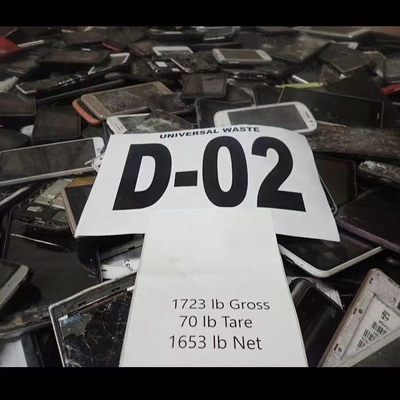 UNIVERSAL WASTE
D-02
1723 lb Gross
70 lb Tare
1653 lb Net